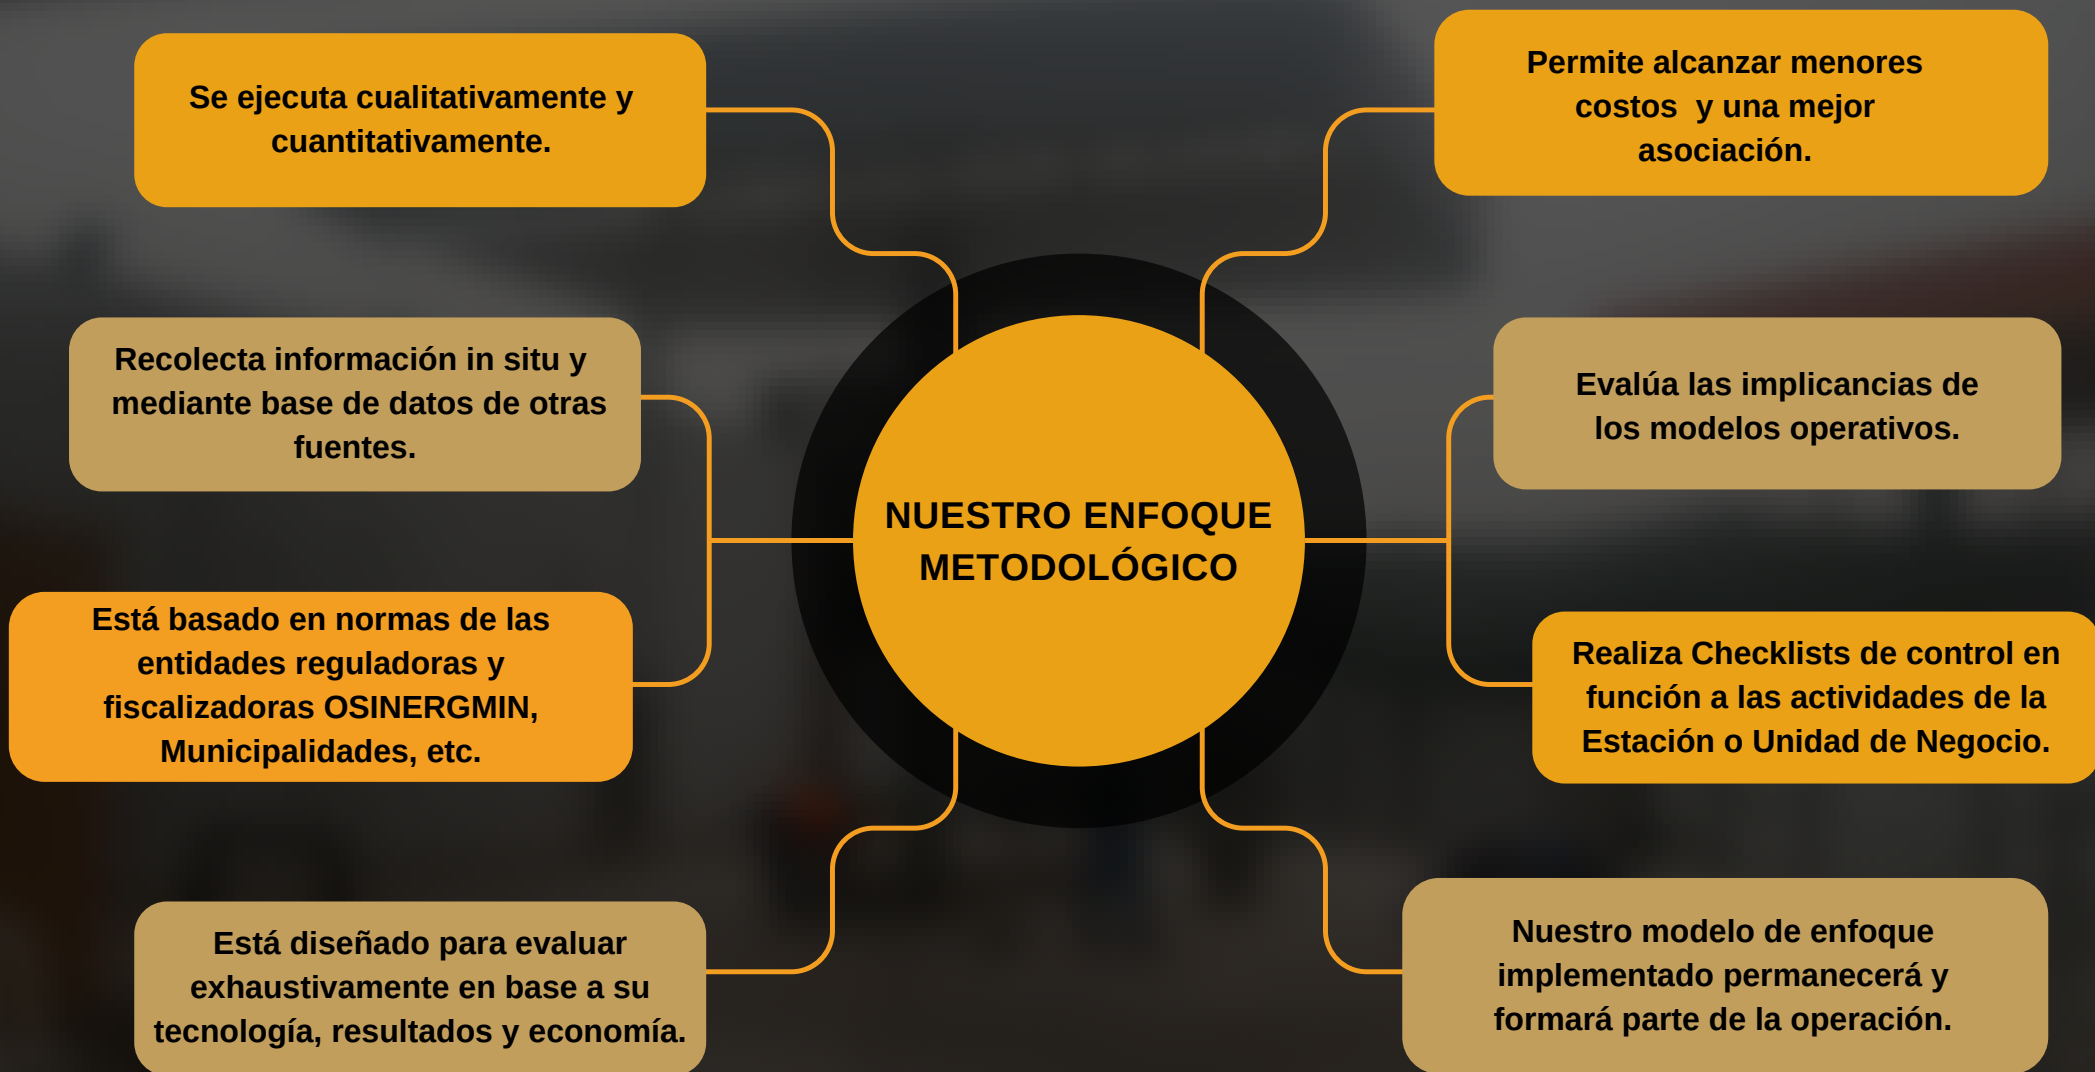 Se ejecuta cualitativamente y
cuantitativamente.
Recolecta información in situ y
mediante base de datos de otras
fuentes.
Está basado en normas de las
entidades reguladoras y
fiscalizadoras OSINERGMIN,
Municipalidades, etc.
Está diseñado para evaluar
exhaustivamente en base a su
tecnología, resultados y economía.
NUESTRO ENFOQUE
METODOLÓGICO
Permite alcanzar menores
costos  y una mejor
asociación.
Evalúa las implicancias de
los modelos operativos.
Realiza Checklists de control en
función a las actividades de la
Estación o Unidad de Negocio.
Nuestro modelo de enfoque
implementado permanecerá y
formará parte de la operación.